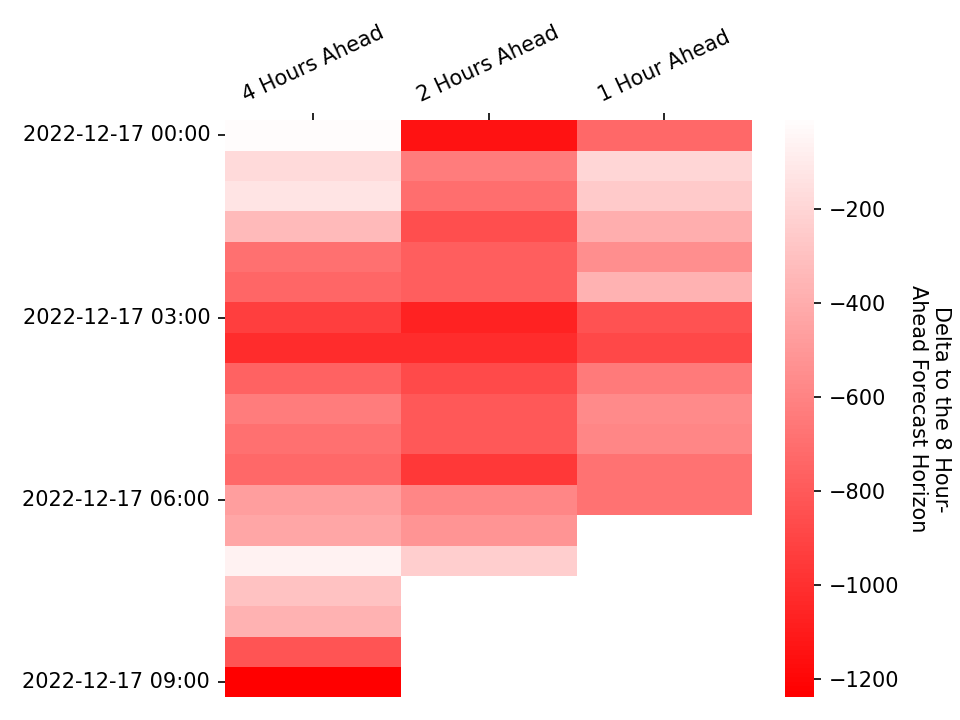 4 Hours Ahead
2 Hours Ahead
1 Hour Ahead
2022-12-17 00:00
2022-12-17 03:00
2022-12-17 06:00
2022-12-17 09:00
−200
−400
−600
−800
−1000
−1200
Delta to the 8 Hour-
Ahead Forecast Horizon